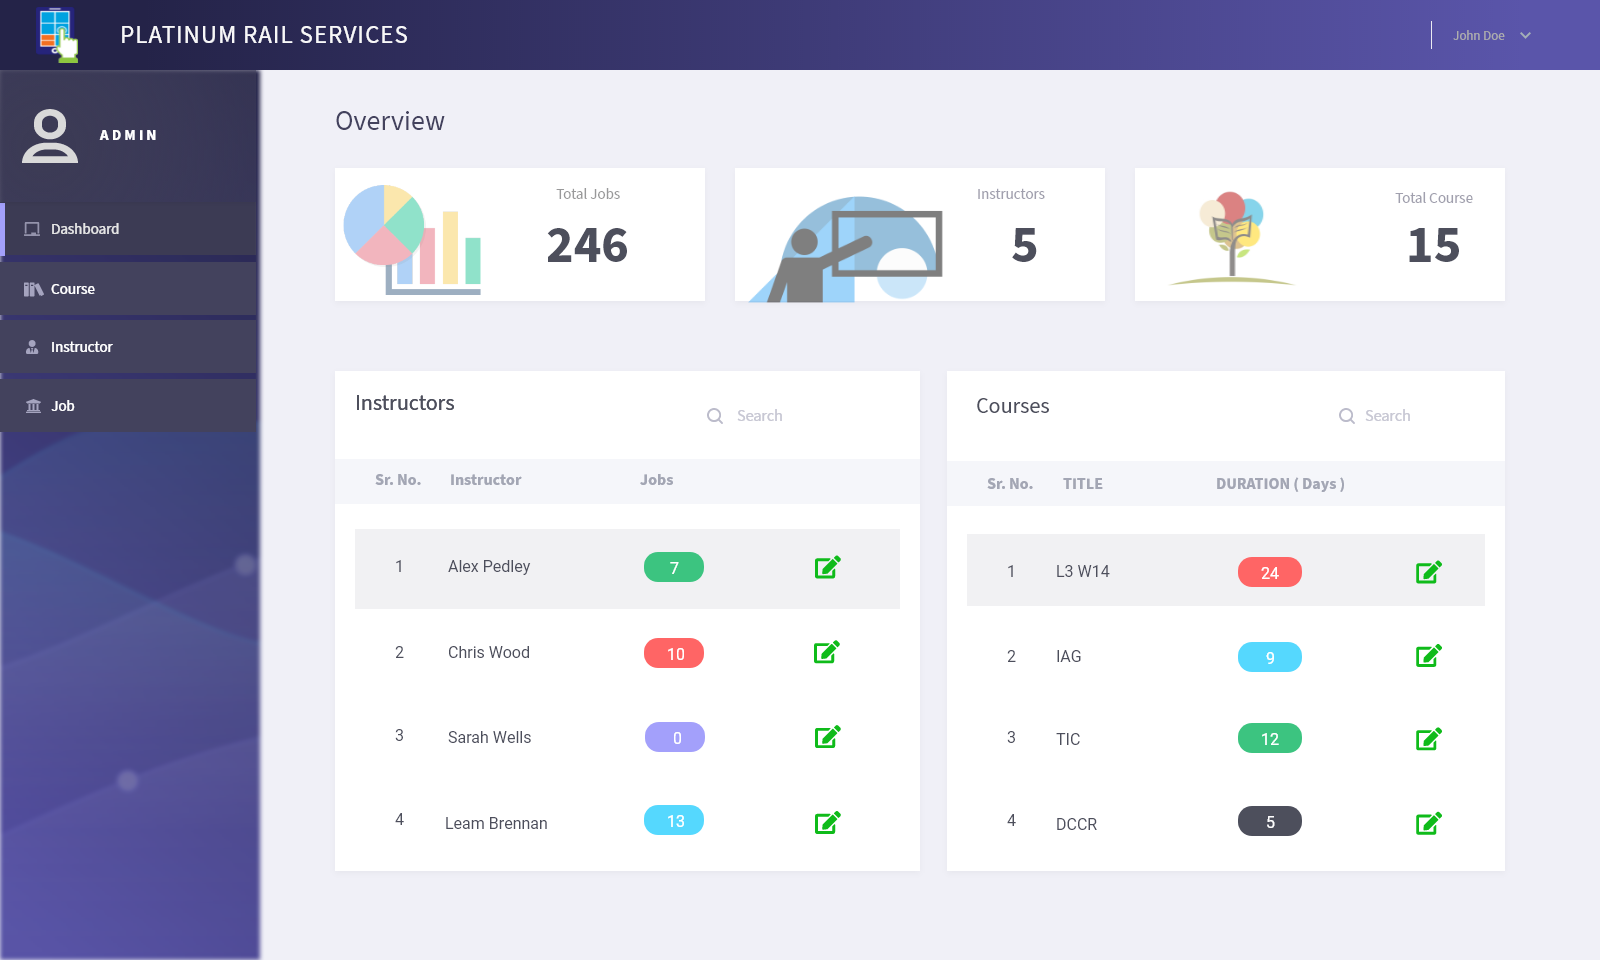 PLATINUM RAIL SERVICES
John Doe
ADMIN
Dashboard
Course
Instructor
Job
Overview
Total Jobs
246
Instructors
5
Total Course
15
Instructors
Search
Sr. No. Instructor Jobs
1 Alex Pedley 7
2 Chris Wood 10
3 Sarah Wells 0
4 Leam Brennan 13
Courses
Search
Sr. No. TITLE DURATION ( Days )
1 L3 W14 24
2 IAG 9
3 TIC 12
4 DCCR 5